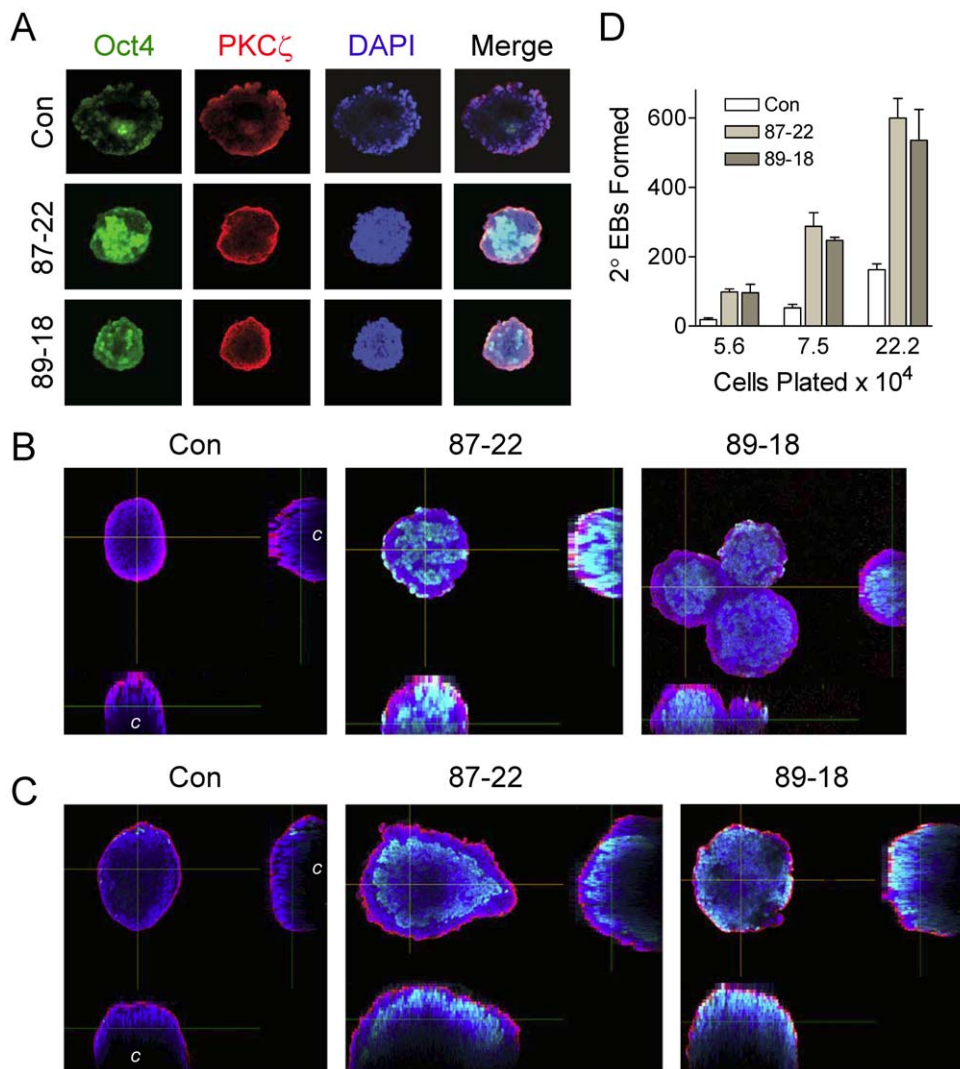 A
Oct4 PKCζ DAPI Merge
Con
87-22
89-18
D
Con
87-22
89-18
2° EBs Formed
600
400
200
0
5.6 7.5 22.2
Cells Plated x 10⁴
B
Con 87-22 89-18
c
c
C
Con 87-22 89-18
c
c